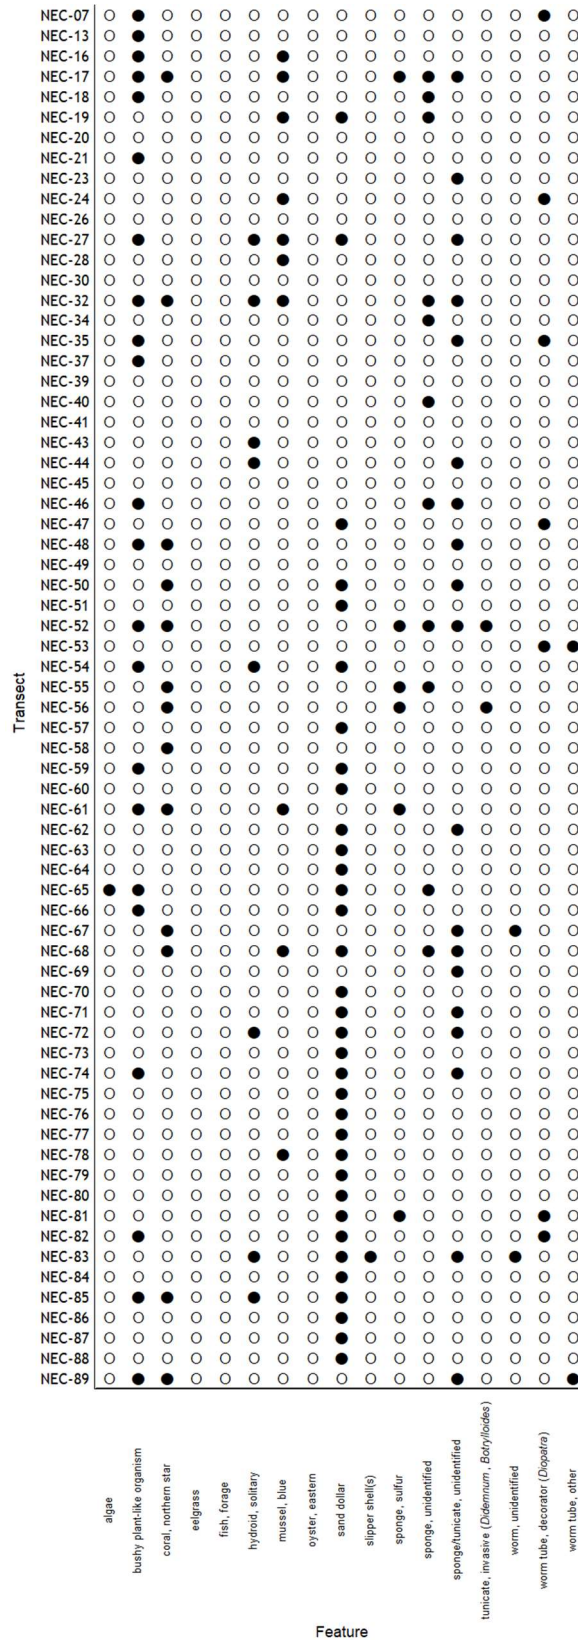 NEC-07
NEC-13
NEC-16
NEC-17
NEC-18
NEC-19
NEC-20
NEC-21
NEC-23
NEC-24
NEC-26
NEC-27
NEC-28
NEC-30
NEC-32
NEC-34
NEC-35
NEC-37
NEC-39
NEC-40
NEC-41
NEC-43
NEC-44
NEC-45
NEC-46
NEC-47
NEC-48
NEC-49
NEC-50
NEC-51
NEC-52
NEC-53
NEC-54
NEC-55
NEC-56
NEC-57
NEC-58
NEC-59
NEC-60
NEC-61
NEC-62
NEC-63
NEC-64
NEC-65
NEC-66
NEC-67
NEC-68
NEC-69
NEC-70
NEC-71
NEC-72
NEC-73
NEC-74
NEC-75
NEC-76
NEC-77
NEC-78
NEC-79
NEC-80
NEC-81
NEC-82
NEC-83
NEC-84
NEC-85
NEC-86
NEC-87
NEC-88
NEC-89
Transect
algae
bushy plant-like organism
coral, northern star
eelgrass
fish, forage
hydroid, solitary
mussel, blue
oyster, eastern
sand dollar
slipper shell(s)
sponge, sulfur
sponge, unidentified
sponge/tunicate, unidentified
tunicate, invasive (Didemnum, Botrylloides)
worm, unidentified
worm tube, decorator (Diopatra)
worm tube, other
Feature